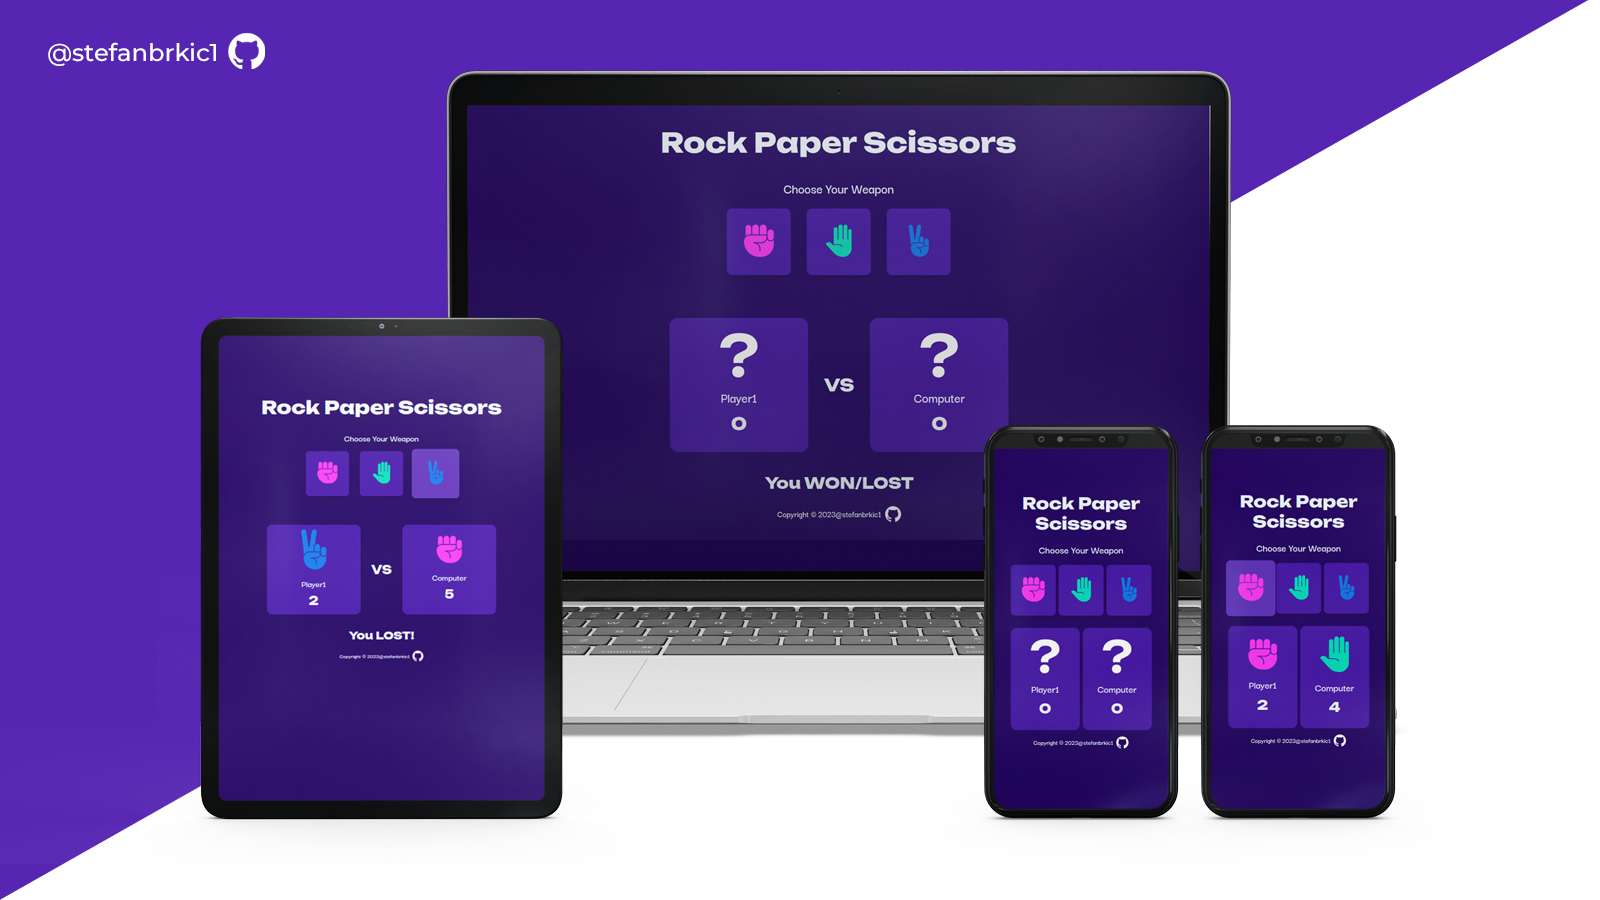 @stefanbrkic1
Rock Paper Scissors
Choose Your Weapon
?
Player1
0
VS
?
Computer
0
You WON/LOST
Copyright © 2023@stefanbrkic1
Rock Paper Scissors
Choose Your Weapon
Player1
2
VS
Computer
5
You LOST!
Copyright © 2023@stefanbrkic1
Rock Paper
Scissors
Choose Your Weapon
?
Player1
0
?
Computer
0
Copyright © 2023@stefanbrkic1
Rock Paper
Scissors
Choose Your Weapon
Player1
2
Computer
4
Copyright © 2023@stefanbrkic1